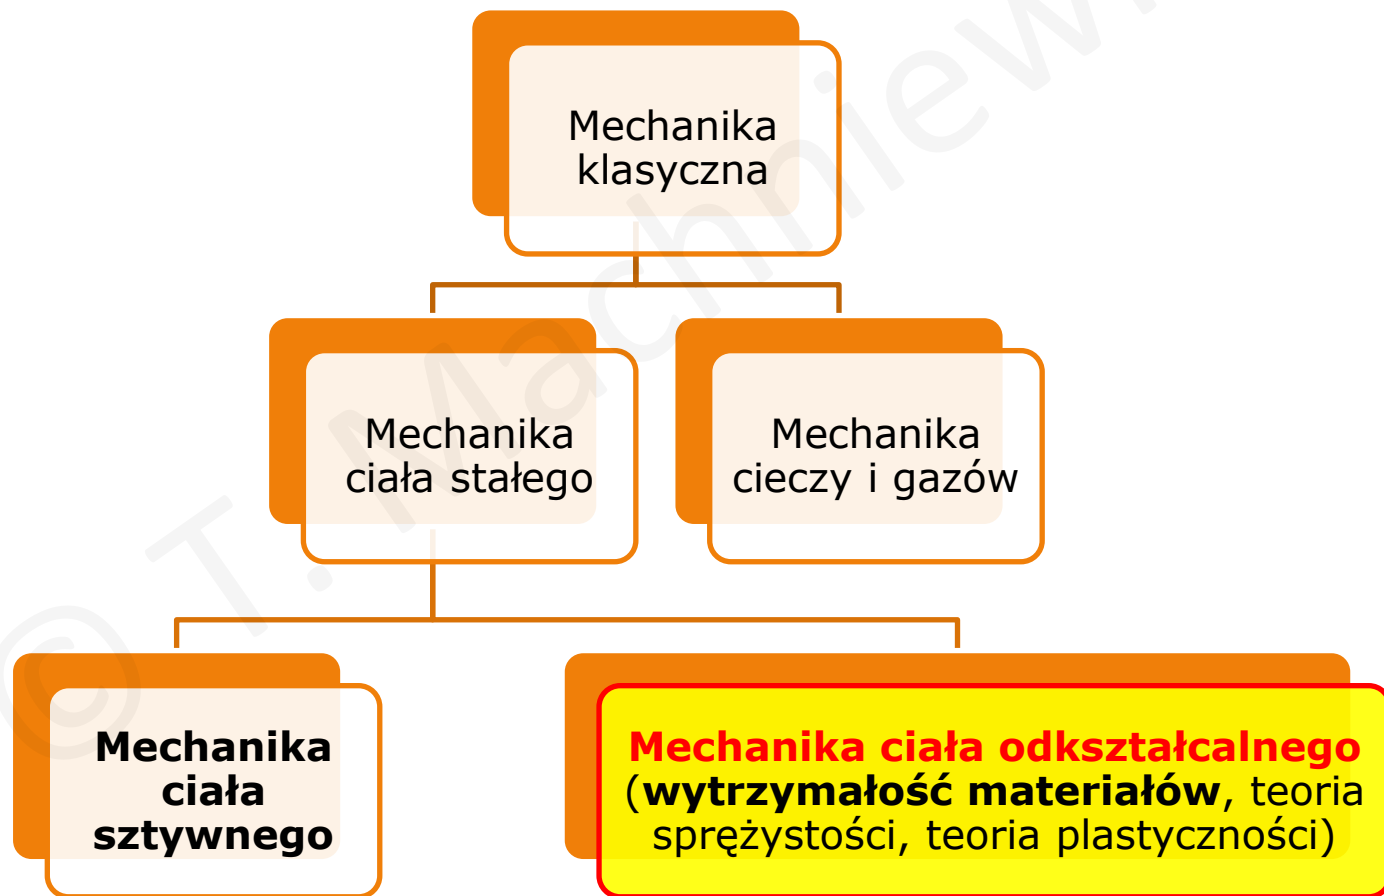 Mechanika
klasyczna
Mechanika
ciała stałego
Mechanika
cieczy i gazów
Mechanika
ciała
sztywnego
Mechanika ciała odkształcalnego
(wytrzymałość materiałów, teoria
sprężystości, teoria plastyczności)
© T. Machniew